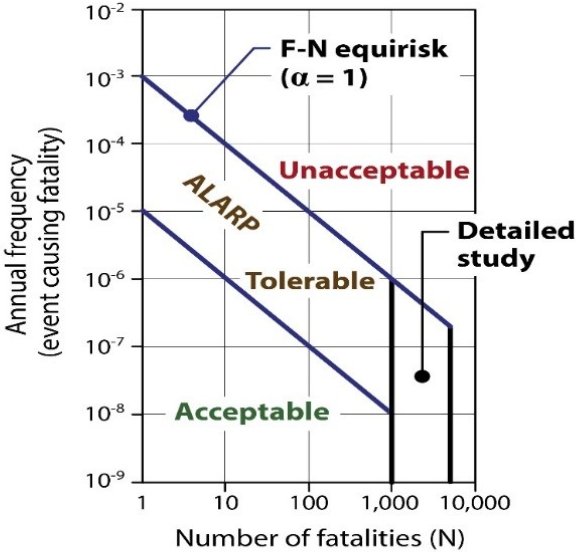 Annual frequency
(event causing fatality)
10-2
10-3
10-4
10-5
10-6
10-7
10-8
10-9
F-N equirisk
(α = 1)
Unacceptable
ALARP
Detailed
study
Tolerable
Acceptable
1
10
100
1,000
10,000
Number of fatalities (N)